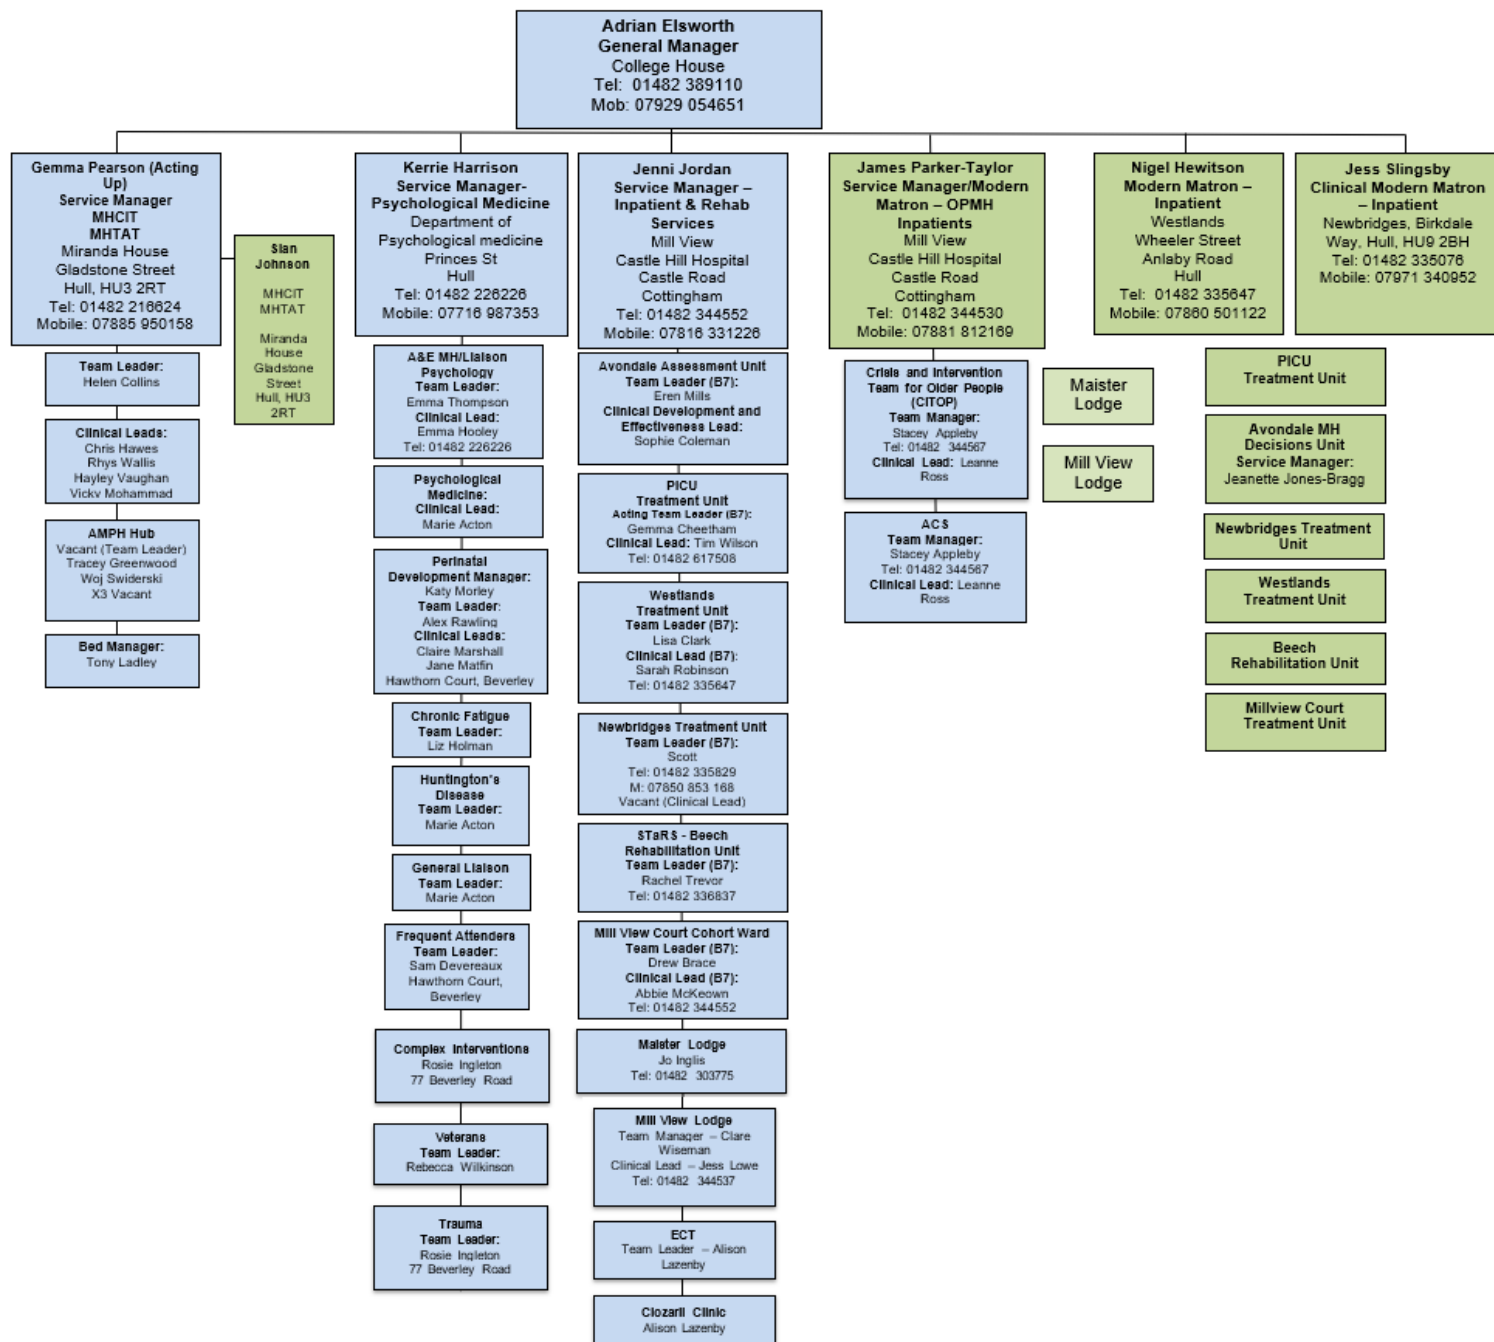 Adrian Elsworth
General Manager
College House
Tel: 01482 389110
Mob: 07929 054651
Gemma Pearson (Acting
Up)
Service Manager
MHCIT
MHTAT
Miranda House
Gladstone Street
Hull, HU3 2RT
Tel: 01482 216624
Mobile: 07885 950158
Sian
Johnson
MHCIT
MHTAT
Miranda
House
Gladstone
Street
Hull, HU3
2RT
Team Leader:
Helen Collins
Clinical Leads:
Chris Hawes
Rhys Wallis
Hayley Vaughan
Vicky Mohammad
AMPH Hub
Vacant (Team Leader)
Tracey Greenwood
Woj Swiderski
X3 Vacant
Bed Manager:
Tony Ladley
Kerrie Harrison
Service Manager-
Psychological Medicine
Department of
Psychological medicine
Princes St
Hull
Tel: 01482 226226
Mobile: 07716 987353
A&E MH/Liaison
Psychology
Team Leader:
Emma Thompson
Clinical Lead:
Emma Hooley
Tel: 01482 226226
Psychological
Medicine:
Clinical Lead:
Marie Acton
Perinatal
Development Manager:
Katy Morley
Team Leader:
Alex Rawling
Clinical Leads:
Claire Marshall
Jane Matfin
Hawthorn Court, Beverley
Chronic Fatigue
Team Leader:
Liz Holman
Huntington's
Disease
Team Leader:
Marie Acton
General Liaison
Team Leader:
Marie Acton
Frequent Attenders
Team Leader:
Sam Devereaux
Hawthorn Court,
Beverley
Complex Interventions
Rosie Ingleton
77 Beverley Road
Veterans
Team Leader:
Rebecca Wilkinson
Trauma
Team Leader:
Rosie Ingleton
77 Beverley Road
Jenni Jordan
Service Manager –
Inpatient & Rehab
Services
Mill View
Castle Hill Hospital
Castle Road
Cottingham
Tel: 01482 344552
Mobile: 07816 331226
Avondale Assessment Unit
Team Leader (B7):
Eren Mills
Clinical Development and
Effectiveness Lead:
Sophie Coleman
PICU
Treatment Unit
Acting Team Leader (B7):
Gemma Cheetham
Clinical Lead: Tim Wilson
Tel: 01482 617508
Westlands
Treatment Unit
Team Leader (B7):
Lisa Clark
Clinical Lead (B7):
Sarah Robinson
Tel: 01482 335647
Newbridges Treatment Unit
Team Leader (B7):
Scott
Tel: 01482 335829
M: 07850 853 168
Vacant (Clinical Lead)
STaRS - Beech
Rehabilitation Unit
Team Leader (B7):
Rachel Trevor
Tel: 01482 336837
Mill View Court Cohort Ward
Team Leader (B7):
Drew Brace
Clinical Lead (B7):
Abbie McKeown
Tel: 01482 344552
Maister Lodge
Jo Inglis
Tel: 01482 303775
Mill View Lodge
Team Manager – Clare
Wiseman
Clinical Lead – Jess Lowe
Tel: 01482 344537
ECT
Team Leader – Alison
Lazenby
Clozaril Clinic
Alison Lazenby
James Parker-Taylor
Service Manager/Modern
Matron – OPMH
Inpatients
Mill View
Castle Hill Hospital
Castle Road
Cottingham
Tel: 01482 344530
Mobile: 07881 812169
Crisis and Intervention
Team for Older People
(CITOP)
Team Manager:
Stacey Appleby
Tel: 01482 344567
Clinical Lead: Leanne
Ross
ACS
Team Manager:
Stacey Appleby
Tel: 01482 344567
Clinical Lead: Leanne
Ross
Maister
Lodge
Mill View
Lodge
Nigel Hewitson
Modern Matron –
Inpatient
Westlands
Wheeler Street
Anlaby Road
Hull
Tel: 01482 335647
07860 501122
Jess Slingsby
Clinical Modern Matron
– Inpatient
Newbridges, Birkdale
Way, Hull, HU9 2BH
Tel: 01482 335076
Mobile: 07971 340952
PICU
Treatment Unit
Avondale MH
Decisions Unit
Service Manager:
Jeanette Jones-Bragg
Newbridges Treatment
Unit
Westlands
Treatment Unit
Beech
Rehabilitation Unit
Millview Court
Treatment Unit